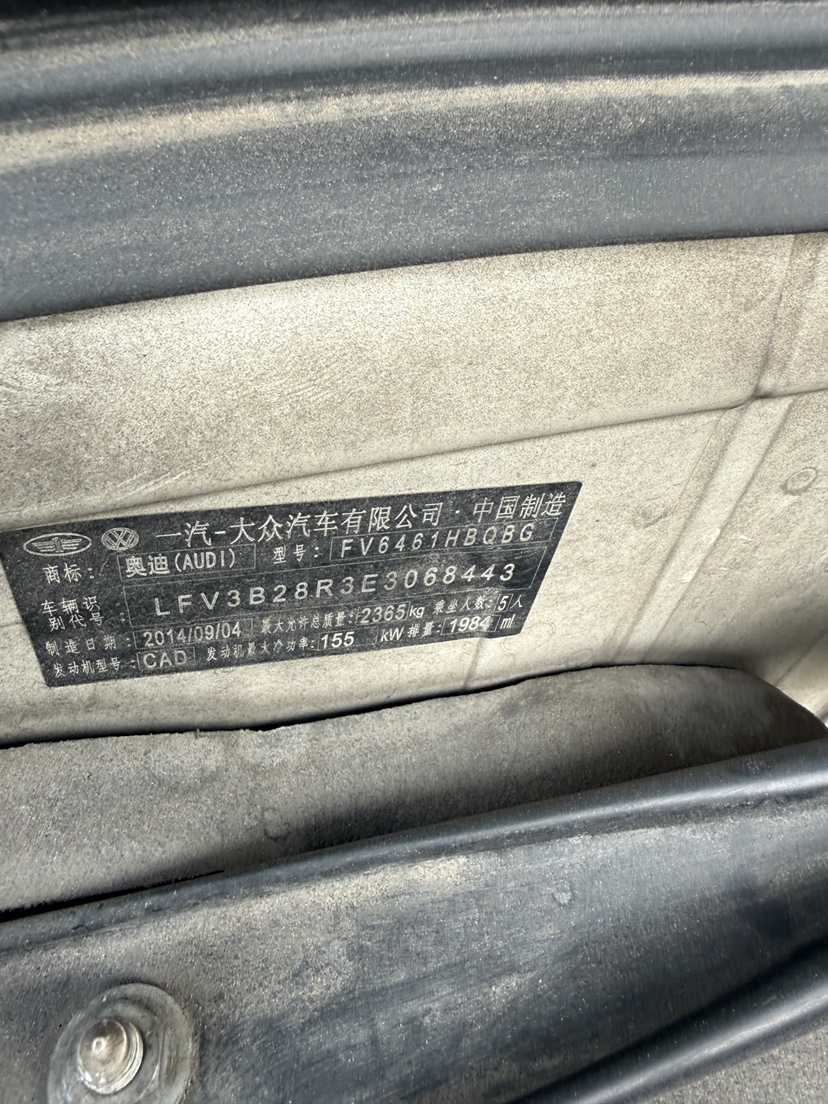 一汽-大众汽车有限公司·中国制造
商标: 奥迪(AUDI) 型号: FV6461HBQBG
车辆识别代号: LFV3B28R3E3068443
制造日期: 2014/09/04 最大允许总质量: 2365kg 乘坐人数: 5人
发动机型号: CAD 发动机最大净功率: 155 kW 排量: 1984 ml